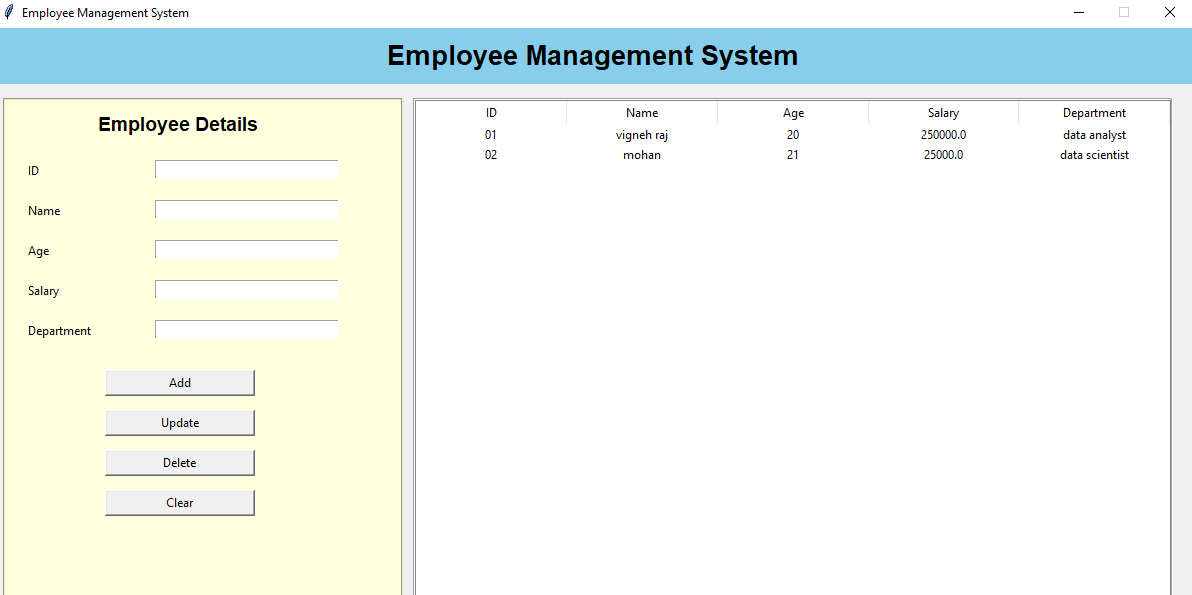 Employee Management System
Employee Management System
Employee Details
ID
Name
Age
Salary
Department
Add
Update
Delete
Clear
ID Name Age Salary Department
01 vigneh raj 20 250000.0 data analyst
02 mohan 21 25000.0 data scientist